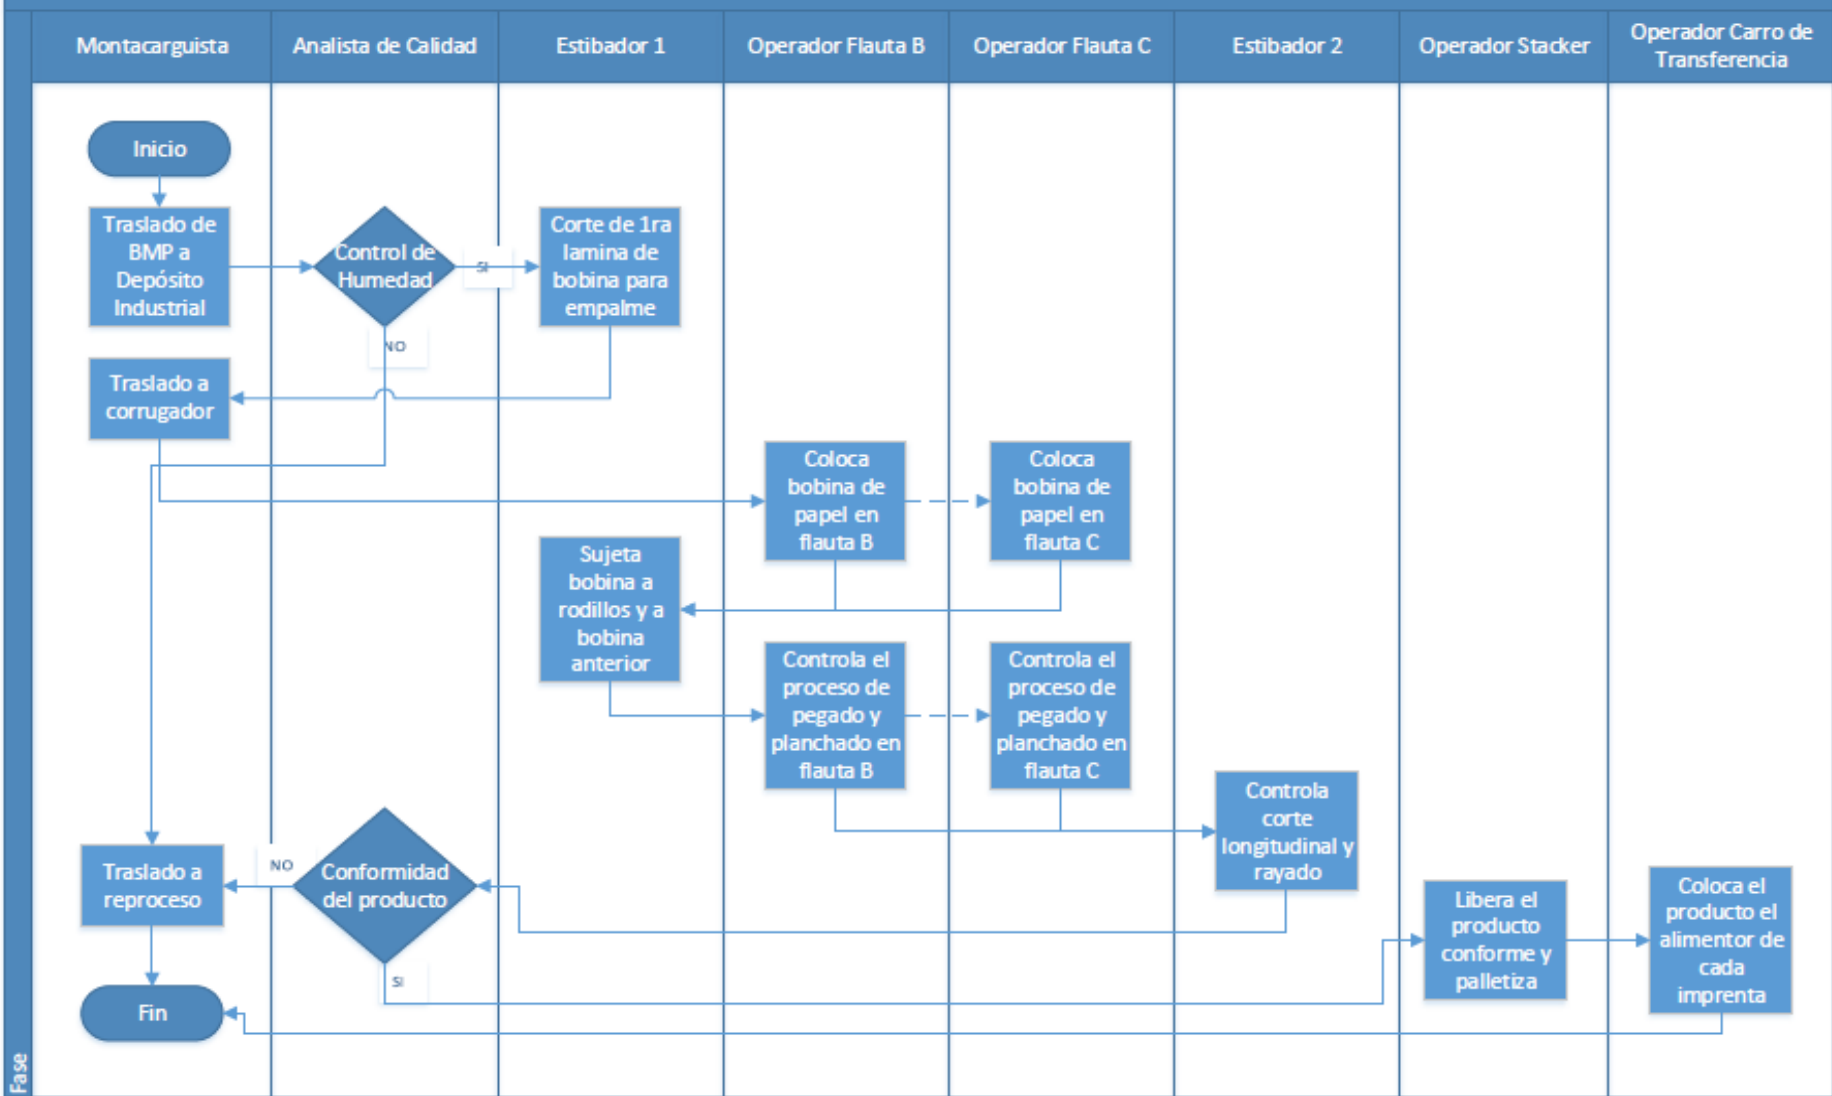 Montacarguista
Analista de Calidad
Estibador 1
Operador Flauta B
Operador Flauta C
Estibador 2
Operador Stacker
Operador Carro de
Transferencia
Inicio
Traslado de
BMP a
Depósito
Industrial
Control de
Humedad
SI
Corte de 1ra
lamina de
bobina para
empalme
NO
Traslado a
corrugador
Coloca
bobina de
papel en
flauta B
Coloca
bobina de
papel en
flauta C
Sujeta
bobina a
rodillos y a
bobina
anterior
Controla el
proceso de
pegado y
planchado en
flauta B
Controla el
proceso de
pegado y
planchado en
flauta C
Controla
corte
longitudinal y
rayado
Traslado a
reproceso
NO
Conformidad
del producto
SI
Libera el
producto
conforme y
palletiza
Coloca el
producto el
alimentor de
cada
imprenta
Fin
Fase